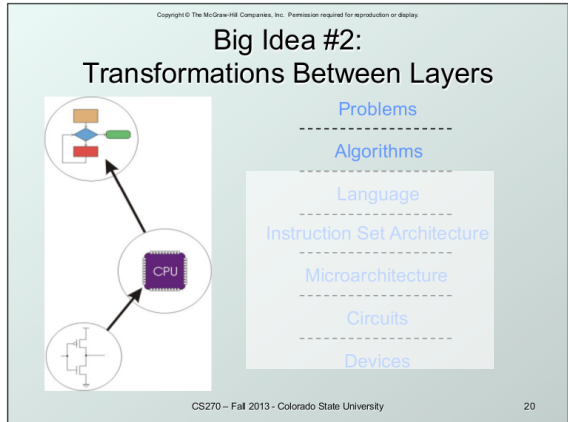 Copyright © The McGraw-Hill Companies, Inc.  Permission required for reproduction or display.
Big Idea #2:
Transformations Between Layers
Problems
Algorithms
Language
Instruction Set Architecture
CPU
Microarchitecture
Circuits
Devices
CS270 – Fall 2013 - Colorado State University
20